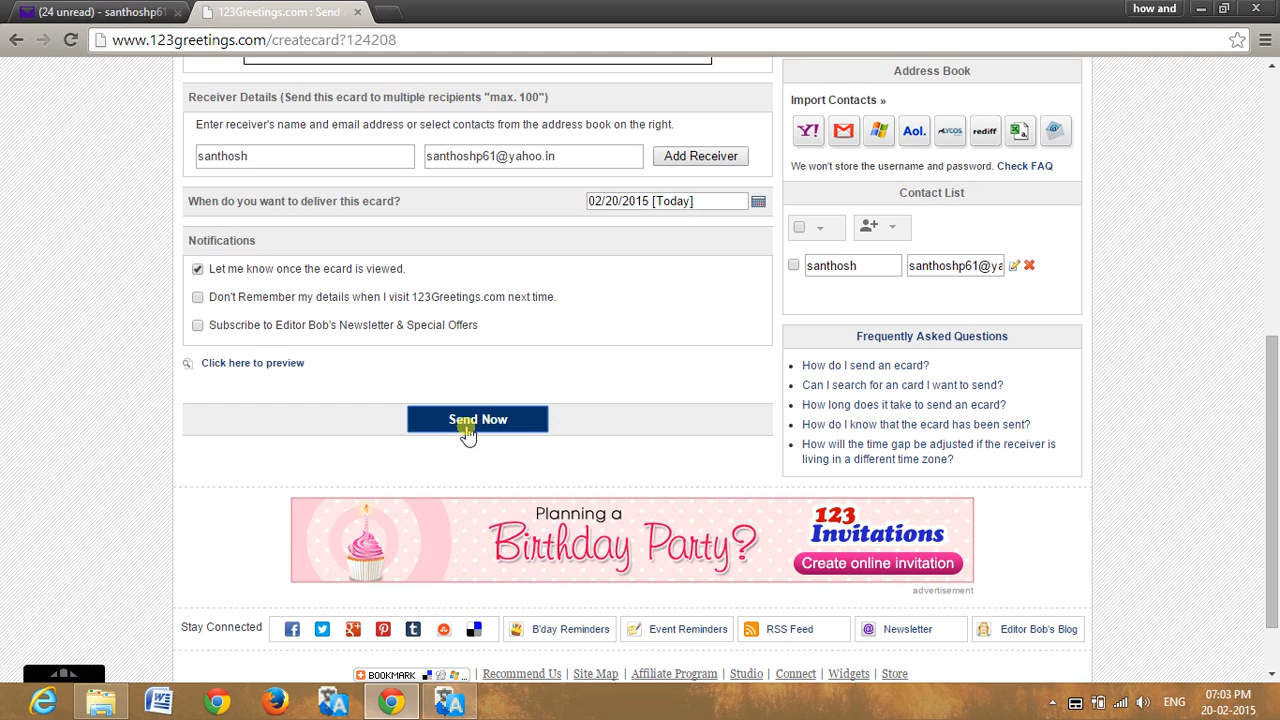 (24 unread) - santhoshp61
123Greetings.com : Send
how and
www.123greetings.com/createcard?124208
Receiver Details (Send this ecard to multiple recipients "max. 100")
Enter receiver's name and email address or select contacts from the address book on the right.
santhosh
santhoshp61@yahoo.in
Add Receiver
When do you want to deliver this ecard?
02/20/2015 [Today]
Notifications
Let me know once the ecard is viewed.
Don't Remember my details when I visit 123Greetings.com next time.
Subscribe to Editor Bob's Newsletter & Special Offers
Click here to preview
Send Now
Address Book
Import Contacts »
Y!
Aol.
LYCOS
rediff
We won't store the username and password. Check FAQ
Contact List
santhosh
santhoshp61@ya
Frequently Asked Questions
How do I send an ecard?
Can I search for an card I want to send?
How long does it take to send an ecard?
How do I know that the ecard has been sent?
How will the time gap be adjusted if the receiver is
living in a different time zone?
Planning a
Birthday Party?
123
Invitations
Create online invitation
advertisement
Stay Connected
B'day Reminders
Event Reminders
RSS Feed
Newsletter
Editor Bob's Blog
BOOKMARK
Recommend Us
Site Map
Affiliate Program
Studio
Connect
Widgets
Store
ENG
07:03 PM
20-02-2015